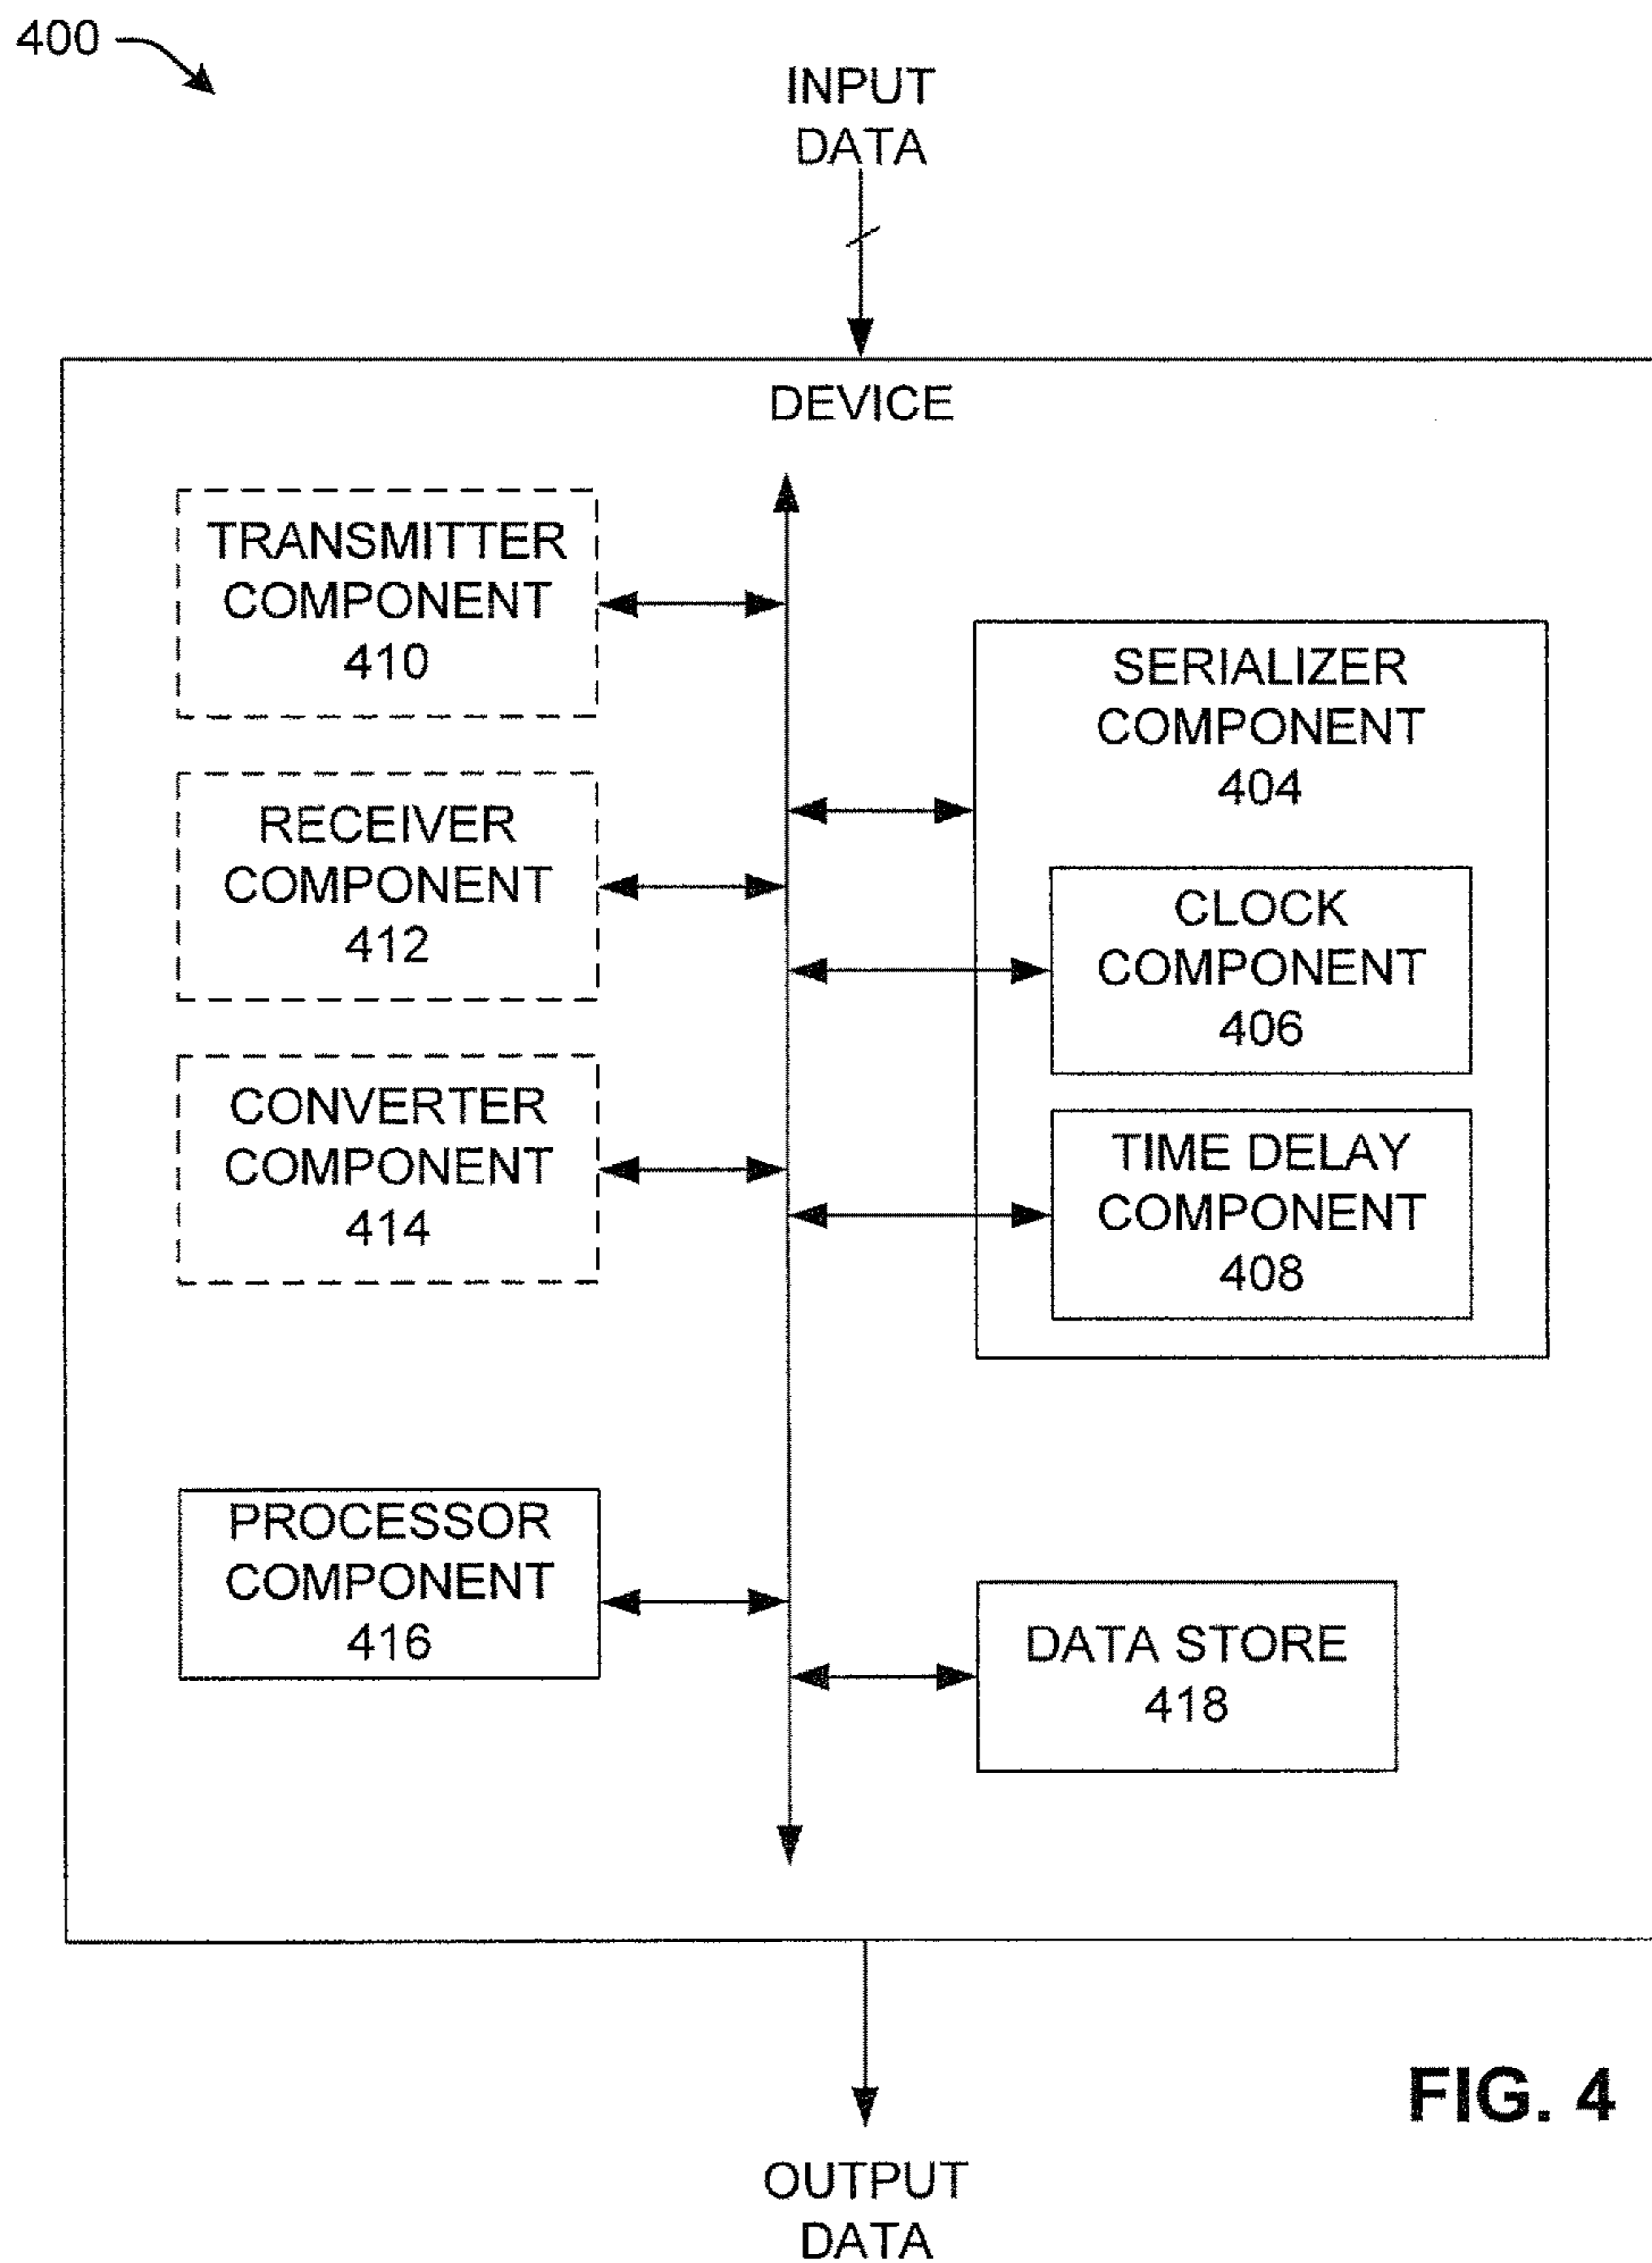 400
INPUT
DATA
DEVICE
TRANSMITTER
COMPONENT
410
RECEIVER
COMPONENT
412
CONVERTER
COMPONENT
414
SERIALIZER
COMPONENT
404
CLOCK
COMPONENT
406
TIME DELAY
COMPONENT
408
PROCESSOR
COMPONENT
416
DATA STORE
418
FIG. 4
OUTPUT
DATA